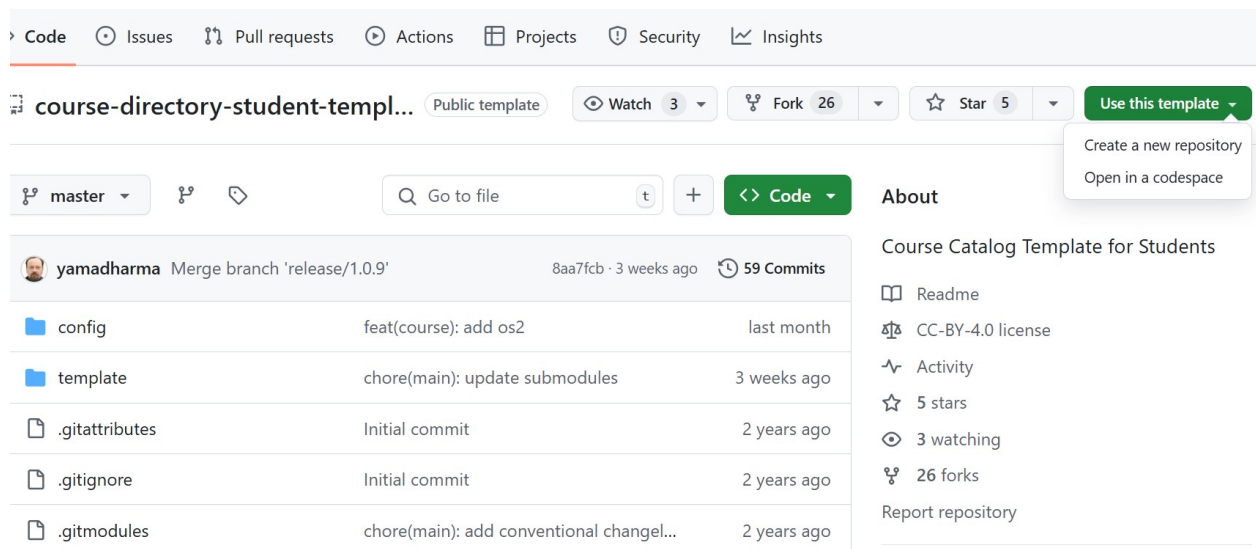 Code Issues Pull requests Actions Projects Security Insights
course-directory-student-templ... Public template Watch 3 Fork 26 Star 5 Use this template
Create a new repository
Open in a codespace
master Go to file t Code
About
Course Catalog Template for Students
yamadharma Merge branch 'release/1.0.9' 8aa7fcb · 3 weeks ago 59 Commits
config feat(course): add os2 last month
template chore(main): update submodules 3 weeks ago
.gitattributes Initial commit 2 years ago
.gitignore Initial commit 2 years ago
.gitmodules chore(main): add conventional changel... 2 years ago
Readme
CC-BY-4.0 license
Activity
5 stars
3 watching
26 forks
Report repository